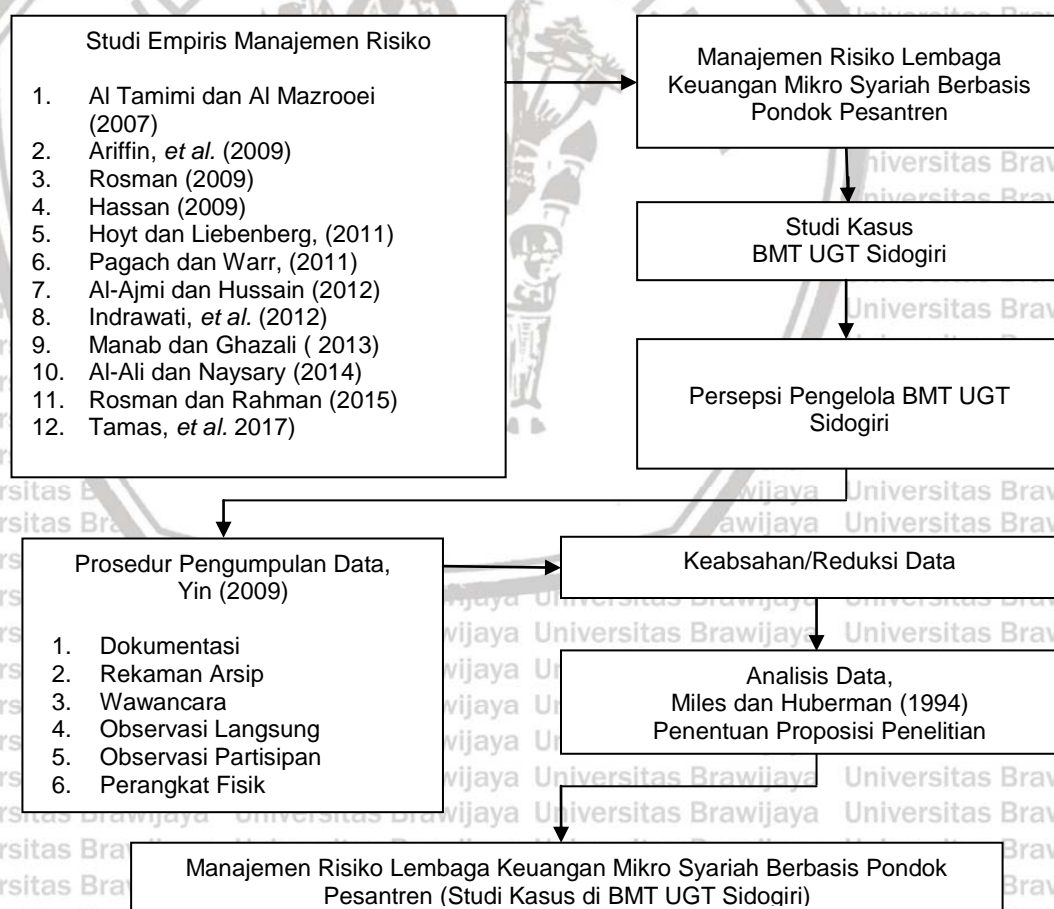 Studi Empiris Manajemen Risiko
1. Al Tamimi dan Al Mazrooei
(2007)
2. Ariffin, et al. (2009)
3. Rosman (2009)
4. Hassan (2009)
5. Hoyt dan Liebenberg, (2011)
6. Pagach dan Warr, (2011)
7. Al-Ajmi dan Hussain (2012)
8. Indrawati, et al. (2012)
9. Manab dan Ghazali ( 2013)
10. Al-Ali dan Naysary (2014)
11. Rosman dan Rahman (2015)
12. Tamas, et al. 2017)
Manajemen Risiko Lembaga
Keuangan Mikro Syariah Berbasis
Pondok Pesantren
Studi Kasus
BMT UGT Sidogiri
Persepsi Pengelola BMT UGT
Sidogiri
Prosedur Pengumpulan Data,
Yin (2009)
1. Dokumentasi
2. Rekaman Arsip
3. Wawancara
4. Observasi Langsung
5. Observasi Partisipan
6. Perangkat Fisik
Keabsahan/Reduksi Data
Analisis Data,
Miles dan Huberman (1994)
Penentuan Proposisi Penelitian
Manajemen Risiko Lembaga Keuangan Mikro Syariah Berbasis Pondok
Pesantren (Studi Kasus di BMT UGT Sidogiri)